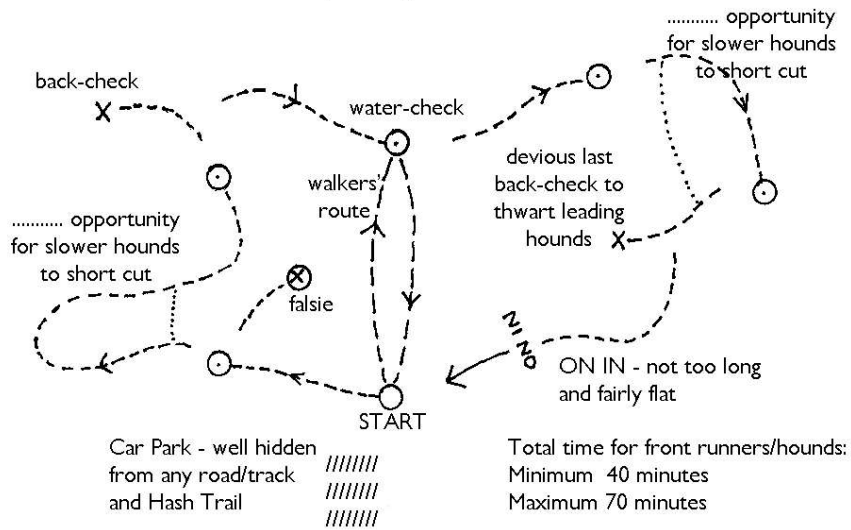 ........... opportunity
for slower hounds
to short cut
back-check
water-check
walkers'
route
devious last
back-check to
thwart leading
hounds
........... opportunity
for slower hounds
to short cut
falsie
ON IN
ON IN - not too long
and fairly flat
START
Car Park - well hidden
from any road/track
and Hash Trail
Total time for front runners/hounds:
Minimum 40 minutes
Maximum 70 minutes